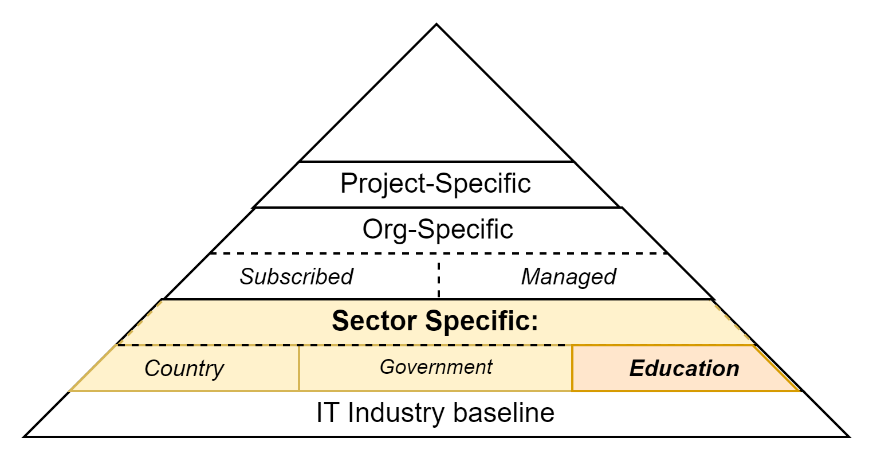 Project-Specific
Org-Specific
Subscribed
Managed
Sector Specific:
Country
Government
Education
IT Industry baseline